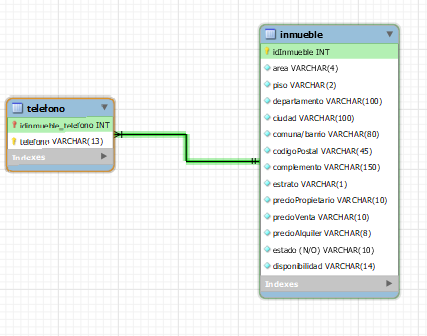 telefono
idInmueble_telefono INT
telefono VARCHAR(13)
Indexes
inmueble
idInmueble INT
area VARCHAR(4)
piso VARCHAR(2)
departamento VARCHAR(100)
ciudad VARCHAR(100)
comuna/barrio VARCHAR(80)
codigoPostal VARCHAR(45)
complemento VARCHAR(150)
estrato VARCHAR(1)
precioPropietario VARCHAR(10)
precioVenta VARCHAR(10)
precioAlquiler VARCHAR(8)
estado (N/O) VARCHAR(10)
disponibilidad VARCHAR(14)
Indexes